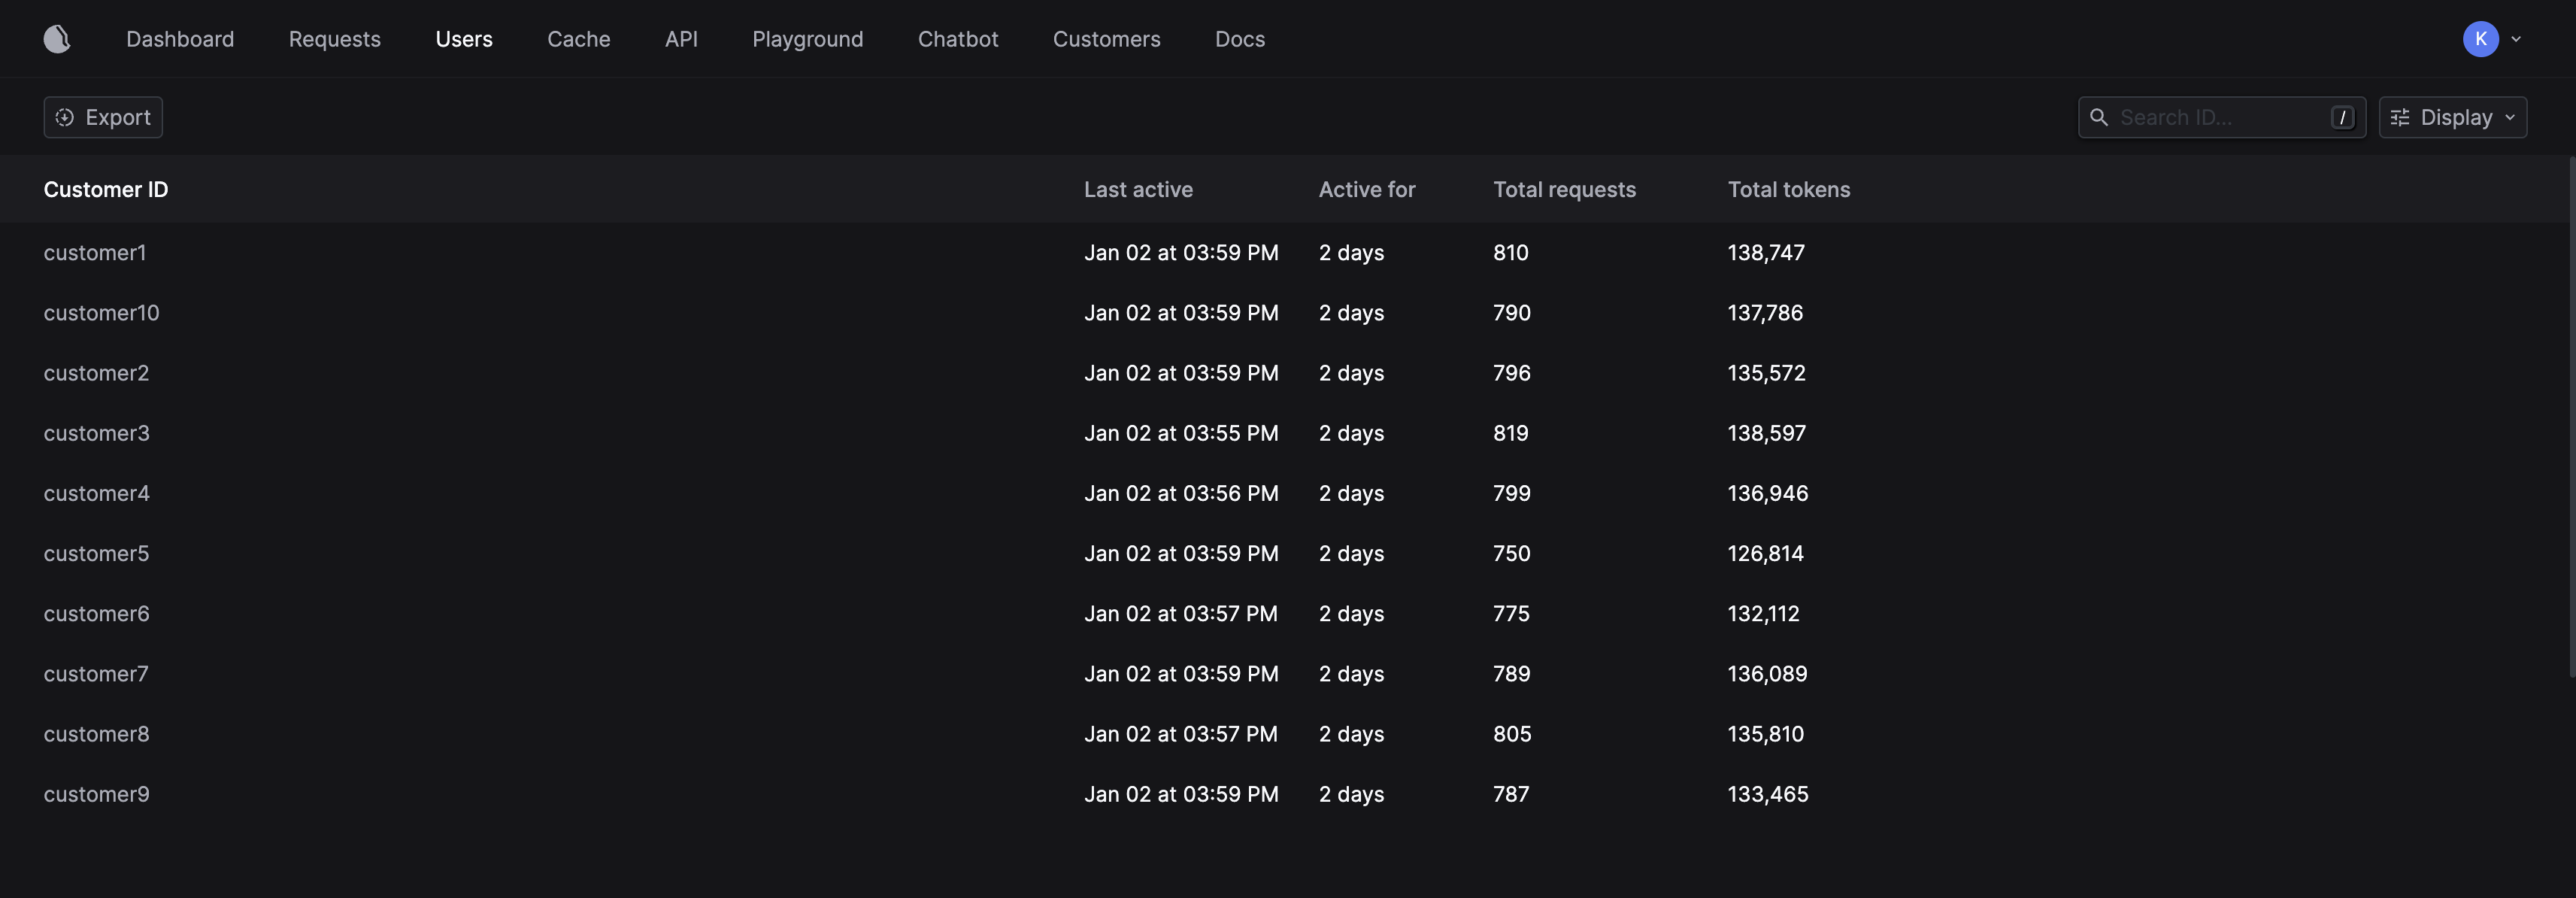 Dashboard Requests Users Cache API Playground Chatbot Customers Docs K
Export Search ID... / Display
Customer ID Last active Active for Total requests Total tokens
customer1 Jan 02 at 03:59 PM 2 days 810 138,747
customer10 Jan 02 at 03:59 PM 2 days 790 137,786
customer2 Jan 02 at 03:59 PM 2 days 796 135,572
customer3 Jan 02 at 03:55 PM 2 days 819 138,597
customer4 Jan 02 at 03:56 PM 2 days 799 136,946
customer5 Jan 02 at 03:59 PM 2 days 750 126,814
customer6 Jan 02 at 03:57 PM 2 days 775 132,112
customer7 Jan 02 at 03:59 PM 2 days 789 136,089
customer8 Jan 02 at 03:57 PM 2 days 805 135,810
customer9 Jan 02 at 03:59 PM 2 days 787 133,465